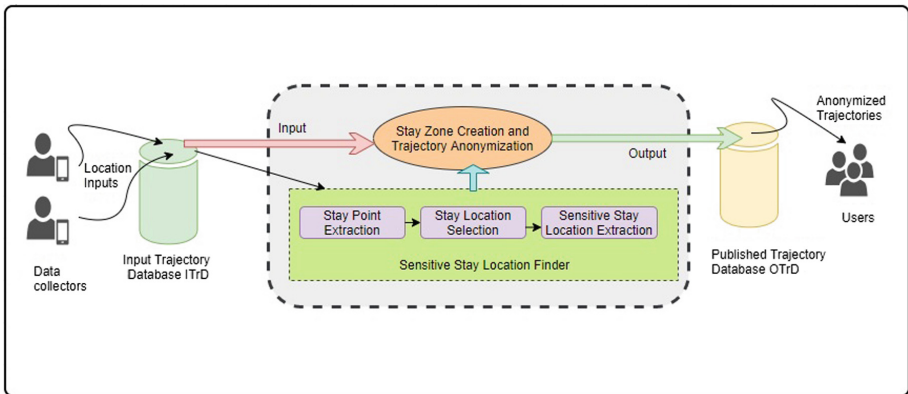 Location
Inputs
Data
collectors
Input Trajectory
Database ITrD
Input
Stay Zone Creation and
Trajectory Anonymization
Output
Stay Point
Extraction
Stay Location
Selection
Sensitive Stay
Location Extraction
Sensitive Stay Location Finder
Published Trajectory
Database OTrD
Anonymized
Trajectories
Users